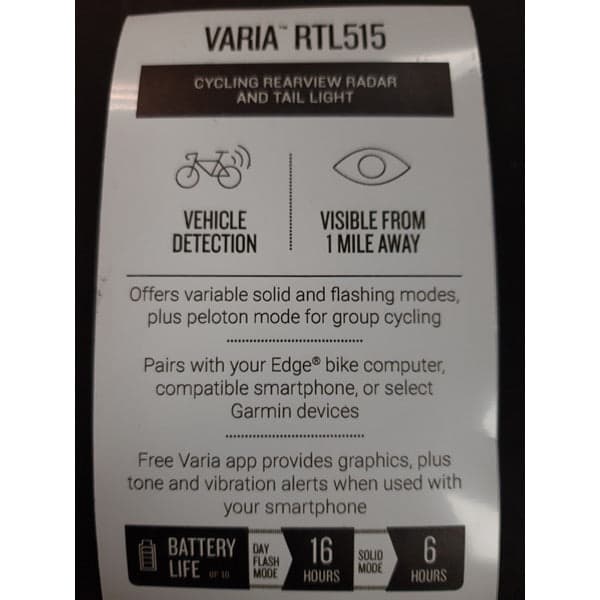 VARIA™ RTL515
CYCLING REARVIEW RADAR
AND TAIL LIGHT
VEHICLE
DETECTION
VISIBLE FROM
1 MILE AWAY
Offers variable solid and flashing modes,
plus peloton mode for group cycling
Pairs with your Edge® bike computer,
compatible smartphone, or select
Garmin devices
Free Varia app provides graphics, plus
tone and vibration alerts when used with
your smartphone
BATTERY
LIFE UP TO
DAY
FLASH
MODE
16
HOURS
SOLID
MODE
6
HOURS